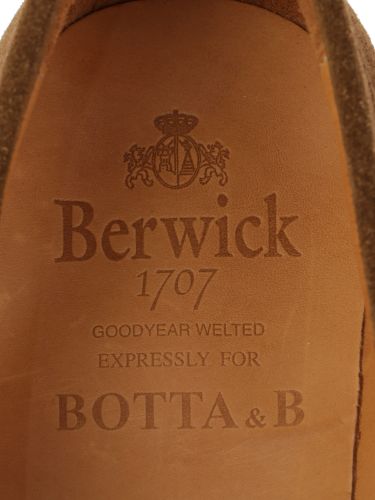 Berwick
1707
GOODYEAR WELTED
EXPRESSLY FOR
BOTTA & B